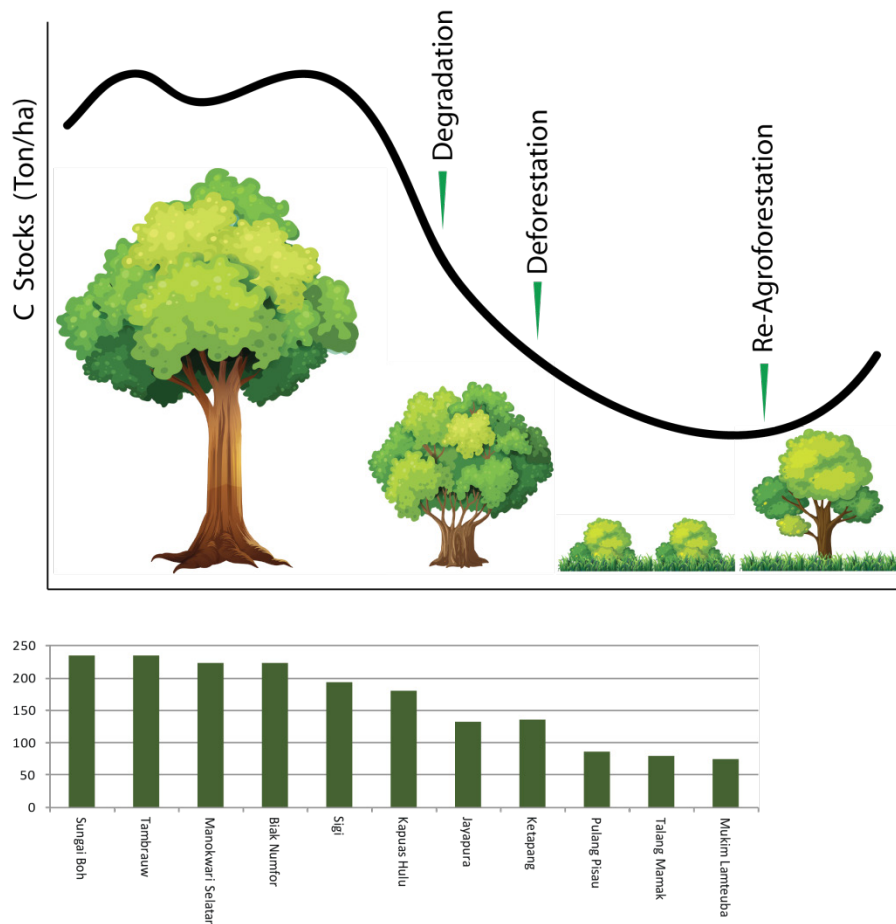 C Stocks (Ton/ha)
Degradation
Deforestation
Re-Agroforestation
250
200
150
100
50
0
Sungai Boh
Tambrauw
Manokwari Selatan
Biak Numfor
Sigi
Kapuas Hulu
Jayapura
Ketapang
Pulang Pisau
Talang Mamak
Mukim Lamteuba